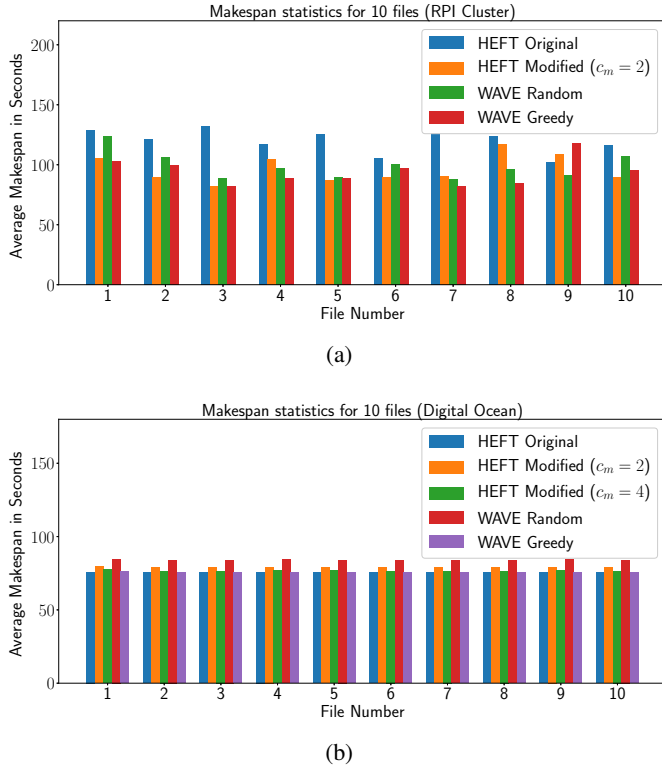 Makespan statistics for 10 files (RPI Cluster)
Average Makespan in Seconds
200
150
100
50
0
HEFT Original
HEFT Modified (c_m = 2)
WAVE Random
WAVE Greedy
1 2 3 4 5 6 7 8 9 10
File Number
(a)
Makespan statistics for 10 files (Digital Ocean)
Average Makespan in Seconds
150
100
50
0
HEFT Original
HEFT Modified (c_m = 2)
HEFT Modified (c_m = 4)
WAVE Random
WAVE Greedy
1 2 3 4 5 6 7 8 9 10
File Number
(b)